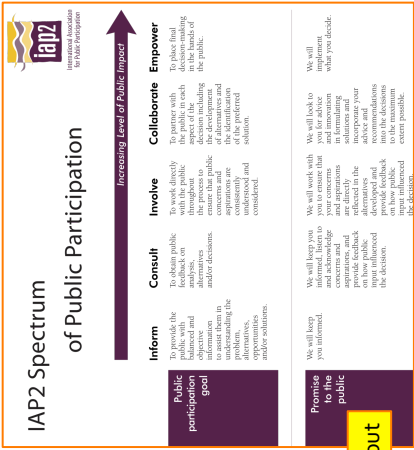 IAP2 Spectrum
of Public Participation
iap2
International Association
for Public Participation
Increasing Level of Public Impact
Inform
Consult
Involve
Collaborate
Empower
Public
participation
goal
To provide the
public with
balanced and
objective
information
to assist them in
understanding the
problem,
alternatives,
opportunities
and/or solutions.
To obtain public
feedback on
analysis,
alternatives
and/or decisions.
To work directly
with the public
throughout
the process to
ensure that public
concerns and
aspirations are
consistently
understood and
considered.
To partner with
the public in each
aspect of the
decision including
the development
of alternatives and
the identification
of the preferred
solution.
To place final
decision-making
in the hands of
the public.
Promise
to the
public
We will keep
you informed.
We will keep you
informed, listen to
and acknowledge
concerns and
aspirations, and
provide feedback
on how public
input influenced
the decision.
We will work with
you to ensure that
your concerns
and aspirations
are directly
reflected in the
alternatives
developed and
provide feedback
on how public
input influenced
the decision.
We will look to
you for advice
and innovation
in formulating
solutions and
incorporate your
advice and
recommendations
into the decisions
to the maximum
extent possible.
We will
implement
what you decide.
out